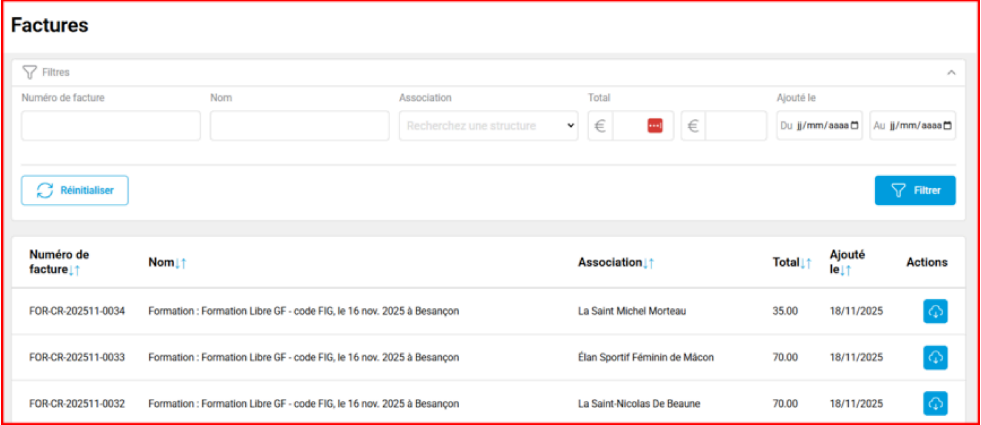 Factures
Filtres
Numéro de facture Nom Association Total Ajouté le
Recherchez une structure € € Du jj/mm/aaaa Au jj/mm/aaaa
Réinitialiser Filtrer
Numéro de facture↓↑ Nom↓↑ Association↓↑ Total↓↑ Ajouté le↓↑ Actions
FOR-CR-202511-0034 Formation : Formation Libre GF - code FIG, le 16 nov. 2025 à Besançon La Saint Michel Morteau 35.00 18/11/2025
FOR-CR-202511-0033 Formation : Formation Libre GF - code FIG, le 16 nov. 2025 à Besançon Élan Sportif Féminin de Mâcon 70.00 18/11/2025
FOR-CR-202511-0032 Formation : Formation Libre GF - code FIG, le 16 nov. 2025 à Besançon La Saint-Nicolas De Beaune 70.00 18/11/2025